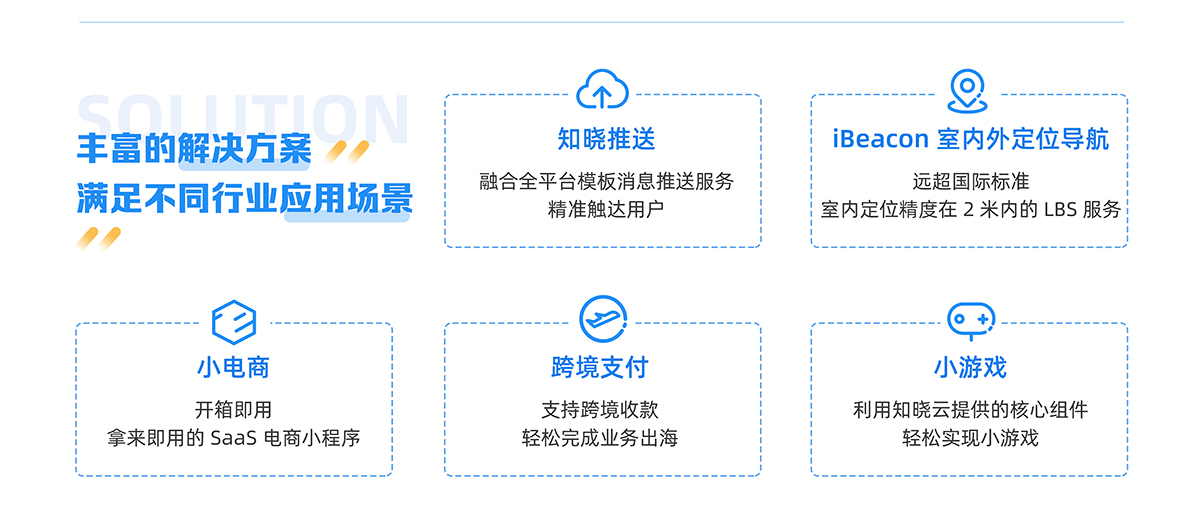 SOLUTION
丰富的解决方案
满足不同行业应用场景
知晓推送
融合全平台模板消息推送服务
精准触达用户
iBeacon 室内外定位导航
远超国际标准
室内定位精度在 2 米内的 LBS 服务
小电商
开箱即用
拿来即用的 SaaS 电商小程序
跨境支付
支持跨境收款
轻松完成业务出海
小游戏
利用知晓云提供的核心组件
轻松实现小游戏